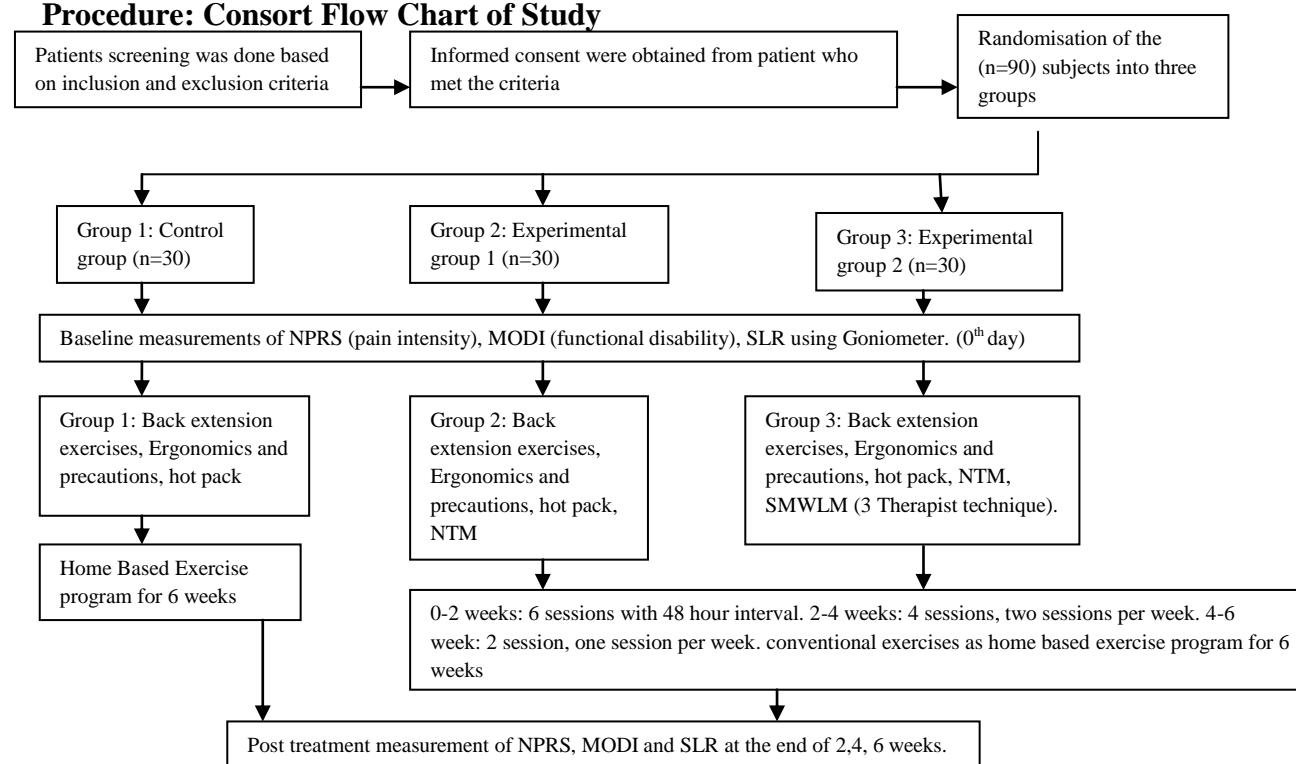 Procedure: Consort Flow Chart of Study
Patients screening was done based
on inclusion and exclusion criteria
Informed consent were obtained from patient who
met the criteria
Randomisation of the
(n=90) subjects into three
groups
Group 1: Control
group (n=30)
Group 2: Experimental
group 1 (n=30)
Group 3: Experimental
group 2 (n=30)
Baseline measurements of NPRS (pain intensity), MODI (functional disability), SLR using Goniometer. (0th day)
Group 1: Back extension
exercises, Ergonomics and
precautions, hot pack
Group 2: Back
extension exercises,
Ergonomics and
precautions, hot pack,
NTM
Group 3: Back extension
exercises, Ergonomics and
precautions, hot pack, NTM,
SMWLM (3 Therapist technique).
Home Based Exercise
program for 6 weeks
0-2 weeks: 6 sessions with 48 hour interval. 2-4 weeks: 4 sessions, two sessions per week. 4-6
week: 2 session, one session per week. conventional exercises as home based exercise program for 6
weeks
Post treatment measurement of NPRS, MODI and SLR at the end of 2,4, 6 weeks.